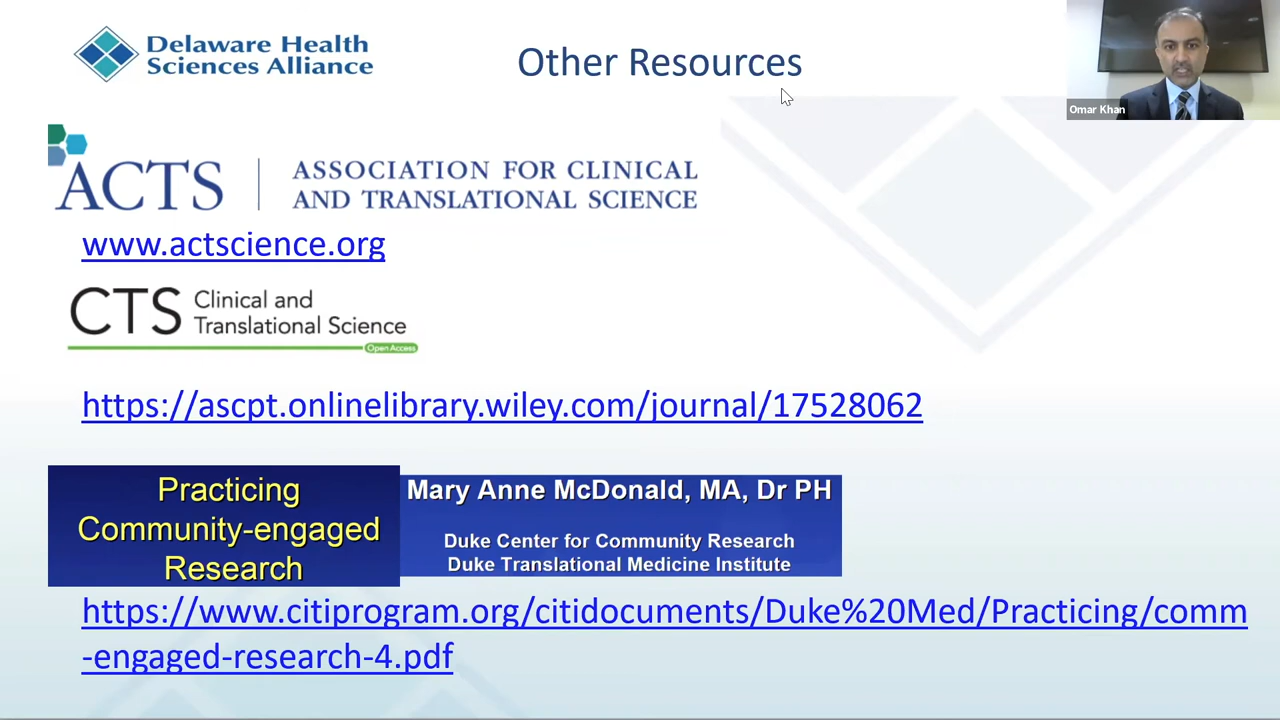 Delaware Health
Sciences Alliance
Other Resources
Omar Khan
ACTS
ASSOCIATION FOR CLINICAL
AND TRANSLATIONAL SCIENCE
www.actscience.org
CTS
Clinical and
Translational Science
Open Access
https://ascpt.onlinelibrary.wiley.com/journal/17528062
Practicing
Community-engaged
Research
Mary Anne McDonald, MA, Dr PH
Duke Center for Community Research
Duke Translational Medicine Institute
https://www.citiprogram.org/citidocuments/Duke%20Med/Practicing/comm
-engaged-research-4.pdf